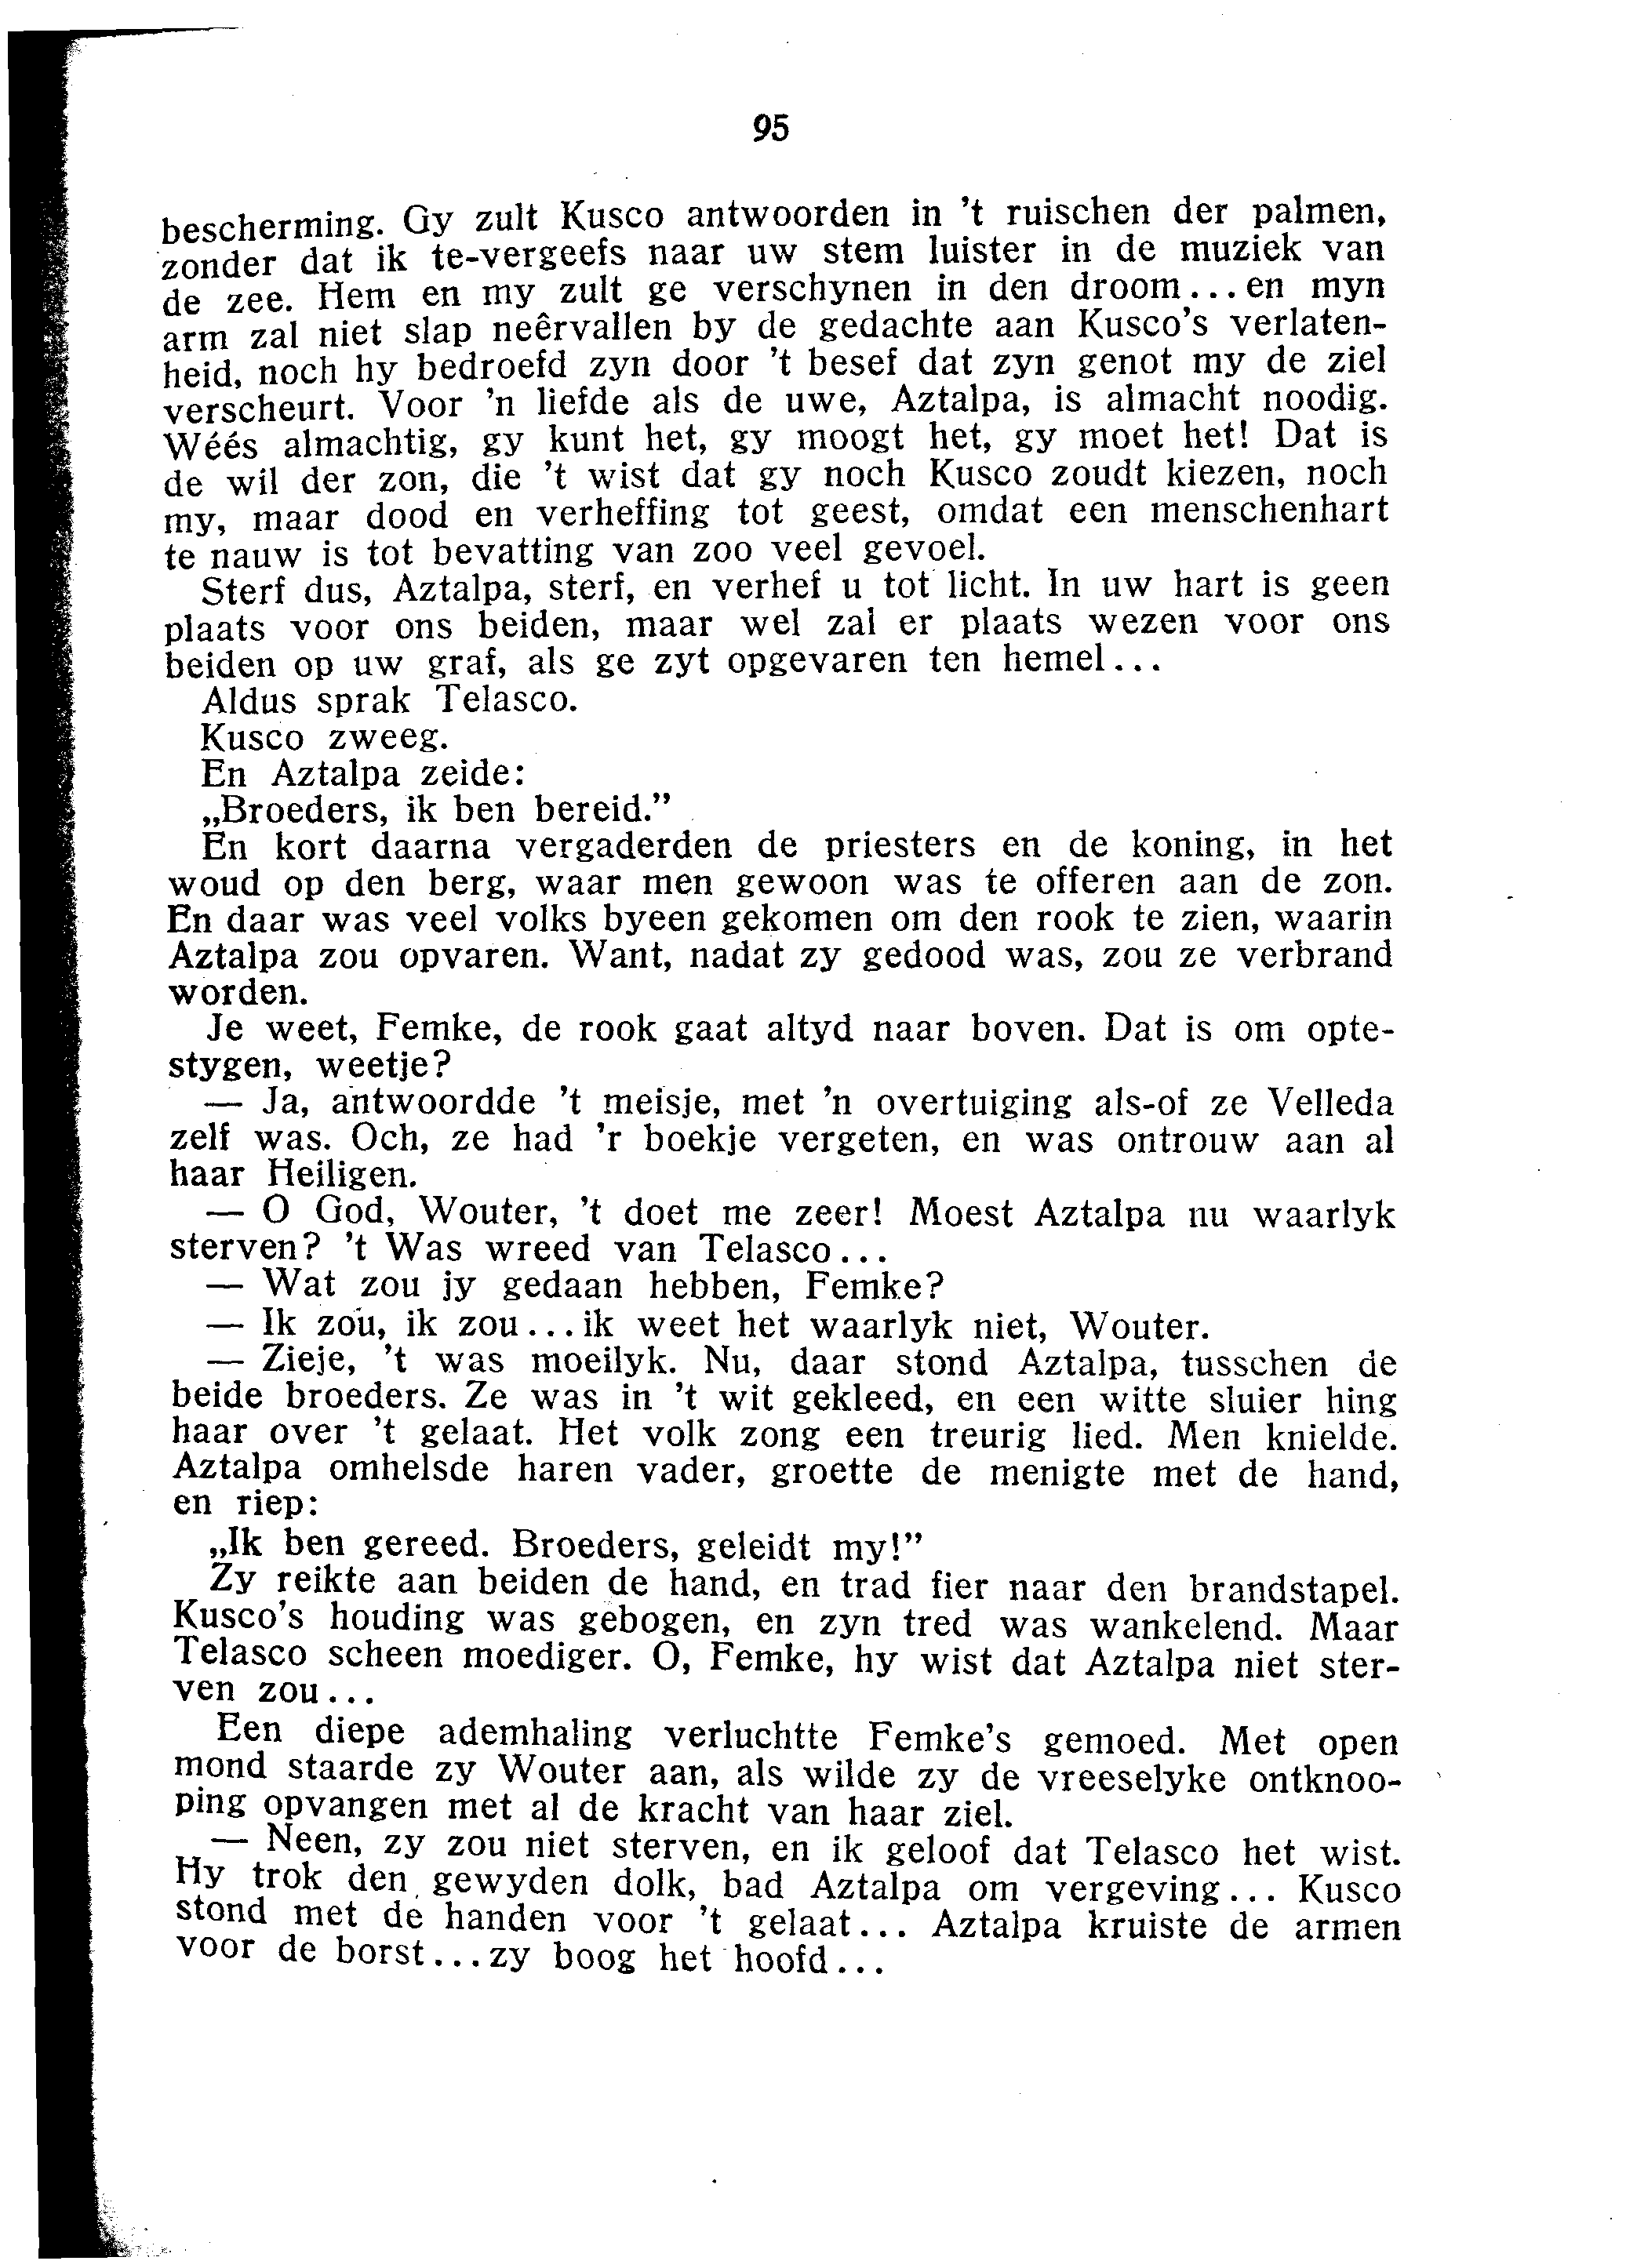 95
bescherming. Gy zult Kusco antwoorden in 't ruischen der palmen,
zonder dat ik te-vergeefs naar uw stem luister in de muziek van
de zee. Hem en my zult ge verschynen in den droom... en myn
arm zal niet slap neêrvallen by de gedachte aan Kusco's verlaten-
heid, noch hy bedroefd zyn door 't besef dat zyn genot my de ziel
verscheurt. Voor 'n liefde als de uwe, Aztalpa, is almacht noodig.
Wéés almachtig, gy kunt het, gy moogt het, gy moet het! Dat is
de wil der zon, die 't wist dat gy noch Kusco zoudt kiezen, noch
my, maar dood en verheffing tot geest, omdat een menschenhart
te nauw is tot bevatting van zoo veel gevoel.
Sterf dus, Aztalpa, sterf, en verhef u tot licht. In uw hart is geen
plaats voor ons beiden, maar wel zal er plaats wezen voor ons
beiden op uw graf, als ge zyt opgevaren ten hemel...
Aldus sprak Telasco.
Kusco zweeg.
En Aztalpa zeide:
„Broeders, ik ben bereid.”
En kort daarna vergaderden de priesters en de koning, in het
woud op den berg, waar men gewoon was te offeren aan de zon.
En daar was veel volks byeen gekomen om den rook te zien, waarin
Aztalpa zou opvaren. Want, nadat zy gedood was, zou ze verbrand
worden.
Je weet, Femke, de rook gaat altyd naar boven. Dat is om opte-
stygen, weetje?
— Ja, antwoordde 't meisje, met 'n overtuiging als-of ze Velleda
zelf was. Och, ze had 'r boekje vergeten, en was ontrouw aan al
haar Heiligen.
— O God, Wouter, 't doet me zeer! Moest Aztalpa nu waarlyk
sterven? 't Was wreed van Telasco...
— Wat zou jy gedaan hebben, Femke?
— Ik zou, ik zou... ik weet het waarlyk niet, Wouter.
— Zieje, 't was moeilyk. Nu, daar stond Aztalpa, tusschen de
beide broeders. Ze was in 't wit gekleed, en een witte sluier hing
haar over 't gelaat. Het volk zong een treurig lied. Men knielde.
Aztalpa omhelsde haren vader, groette de menigte met de hand,
en riep:
„Ik ben gereed. Broeders, geleidt my!”
Zy reikte aan beiden de hand, en trad fier naar den brandstapel.
Kusco's houding was gebogen, en zyn tred was wankelend. Maar
Telasco scheen moediger. O, Femke, hy wist dat Aztalpa niet ster-
ven zou...
Een diepe ademhaling verluchtte Femke's gemoed. Met open
mond staarde zy Wouter aan, als wilde zy de vreeselyke ontknoo-
ping opvangen met al de kracht van haar ziel.
— Neen, zy zou niet sterven, en ik geloof dat Telasco het wist.
Hy trok den gewyden dolk, bad Aztalpa om vergeving... Kusco
stond met de handen voor 't gelaat... Aztalpa kruiste de armen
voor de borst... zy boog het hoofd...